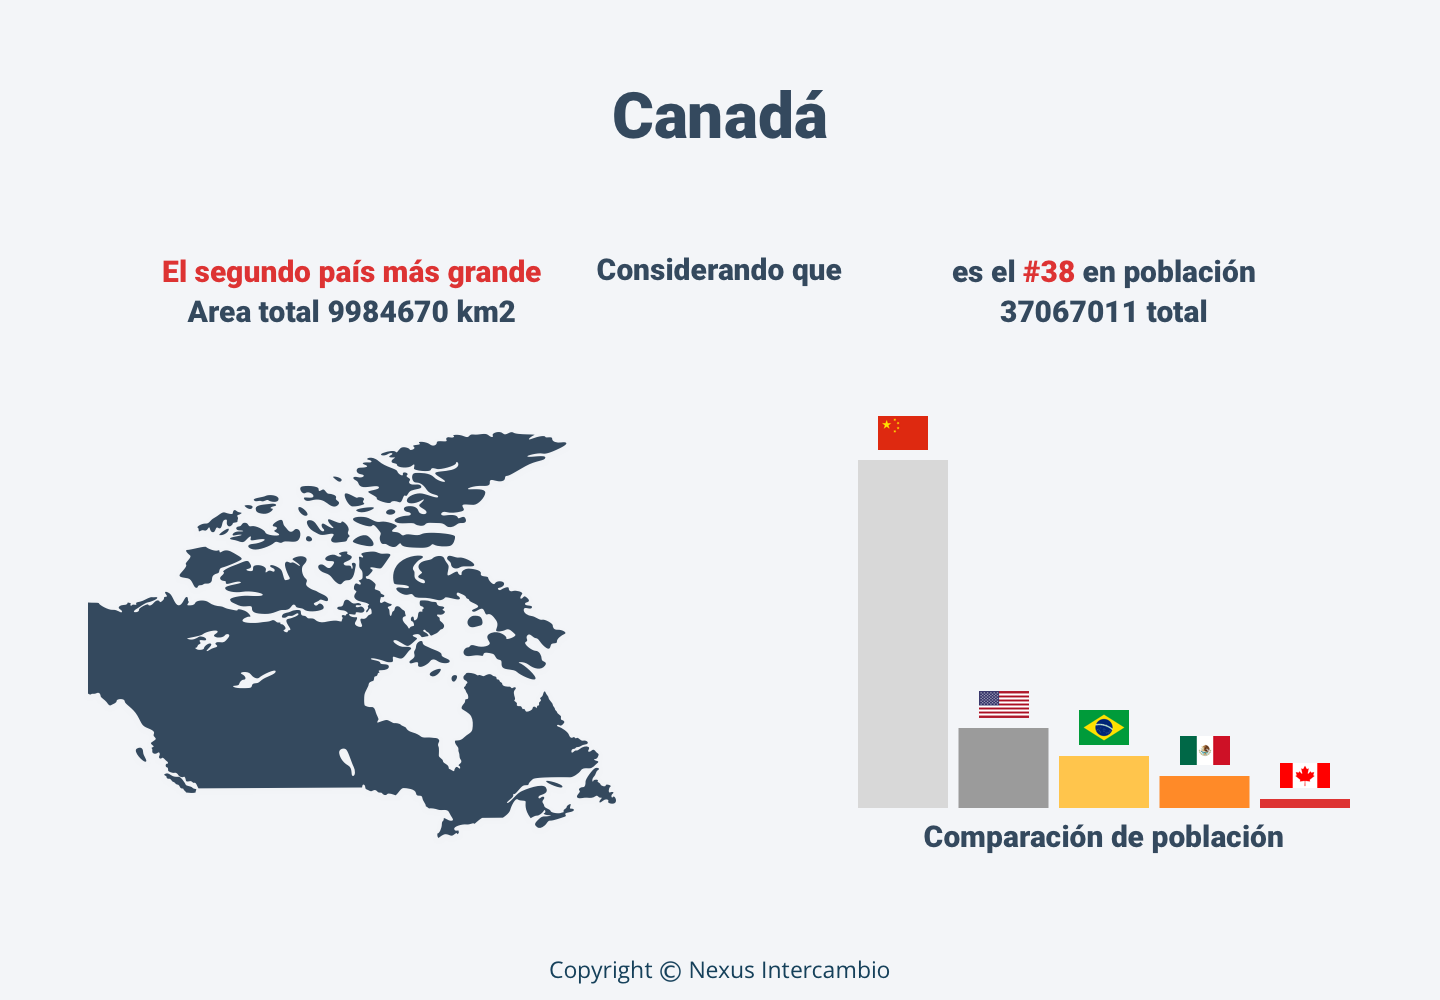 Canadá
El segundo país más grande
Area total 9984670 km2
Considerando que
es el #38 en población
37067011 total
Comparación de población
Copyright © Nexus Intercambio